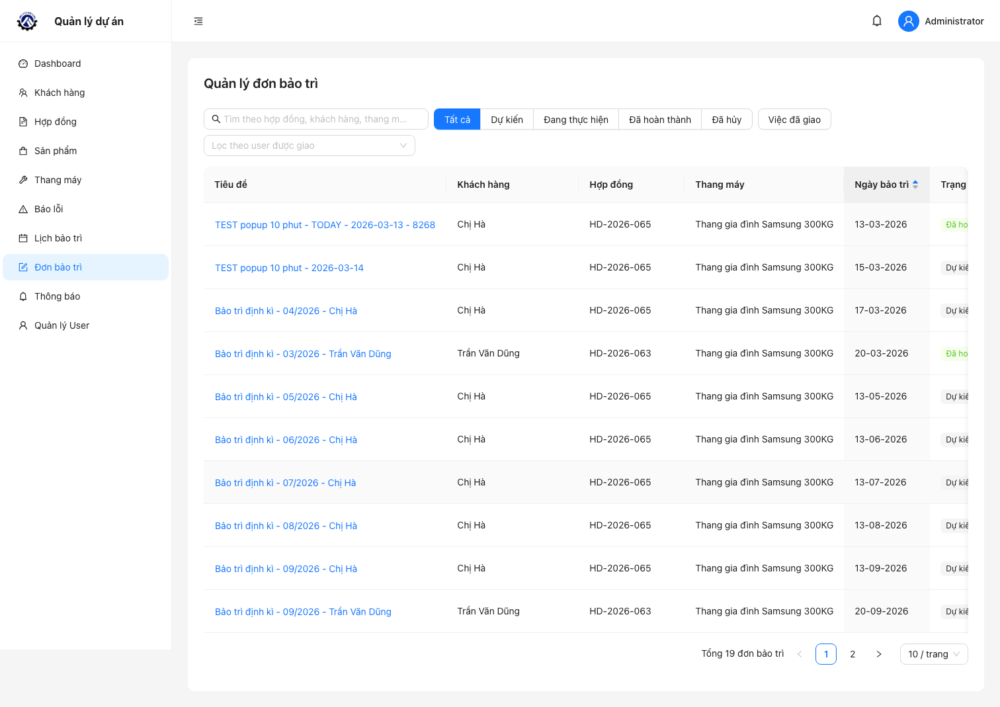 Quản lý dự án
Administrator
Dashboard
Khách hàng
Hợp đồng
Sản phẩm
Thang máy
Báo lỗi
Lịch bảo trì
Đơn bảo trì
Thông báo
Quản lý User
Quản lý đơn bảo trì
Tìm theo hợp đồng, khách hàng, thang m...
Tất cả Dự kiến Đang thực hiện Đã hoàn thành Đã hủy Việc đã giao
Lọc theo user được giao
Tiêu đề Khách hàng Hợp đồng Thang máy Ngày bảo trì Trạng
TEST popup 10 phut - TODAY - 2026-03-13 - 8268 Chị Hà HD-2026-065 Thang gia đình Samsung 300KG 13-03-2026 Đã ho
TEST popup 10 phut - 2026-03-14 Chị Hà HD-2026-065 Thang gia đình Samsung 300KG 15-03-2026 Dự kiế
Bảo trì định kì - 04/2026 - Chị Hà Chị Hà HD-2026-065 Thang gia đình Samsung 300KG 17-03-2026 Dự kiế
Bảo trì định kì - 03/2026 - Trần Văn Dũng Trần Văn Dũng HD-2026-063 Thang gia đình Samsung 300KG 20-03-2026 Đã ho
Bảo trì định kì - 05/2026 - Chị Hà Chị Hà HD-2026-065 Thang gia đình Samsung 300KG 13-05-2026 Dự kiế
Bảo trì định kì - 06/2026 - Chị Hà Chị Hà HD-2026-065 Thang gia đình Samsung 300KG 13-06-2026 Dự kiế
Bảo trì định kì - 07/2026 - Chị Hà Chị Hà HD-2026-065 Thang gia đình Samsung 300KG 13-07-2026 Dự kiế
Bảo trì định kì - 08/2026 - Chị Hà Chị Hà HD-2026-065 Thang gia đình Samsung 300KG 13-08-2026 Dự kiế
Bảo trì định kì - 09/2026 - Chị Hà Chị Hà HD-2026-065 Thang gia đình Samsung 300KG 13-09-2026 Dự kiế
Bảo trì định kì - 09/2026 - Trần Văn Dũng Trần Văn Dũng HD-2026-063 Thang gia đình Samsung 300KG 20-09-2026 Dự kiế
Tổng 19 đơn bảo trì 1 2 10 / trang